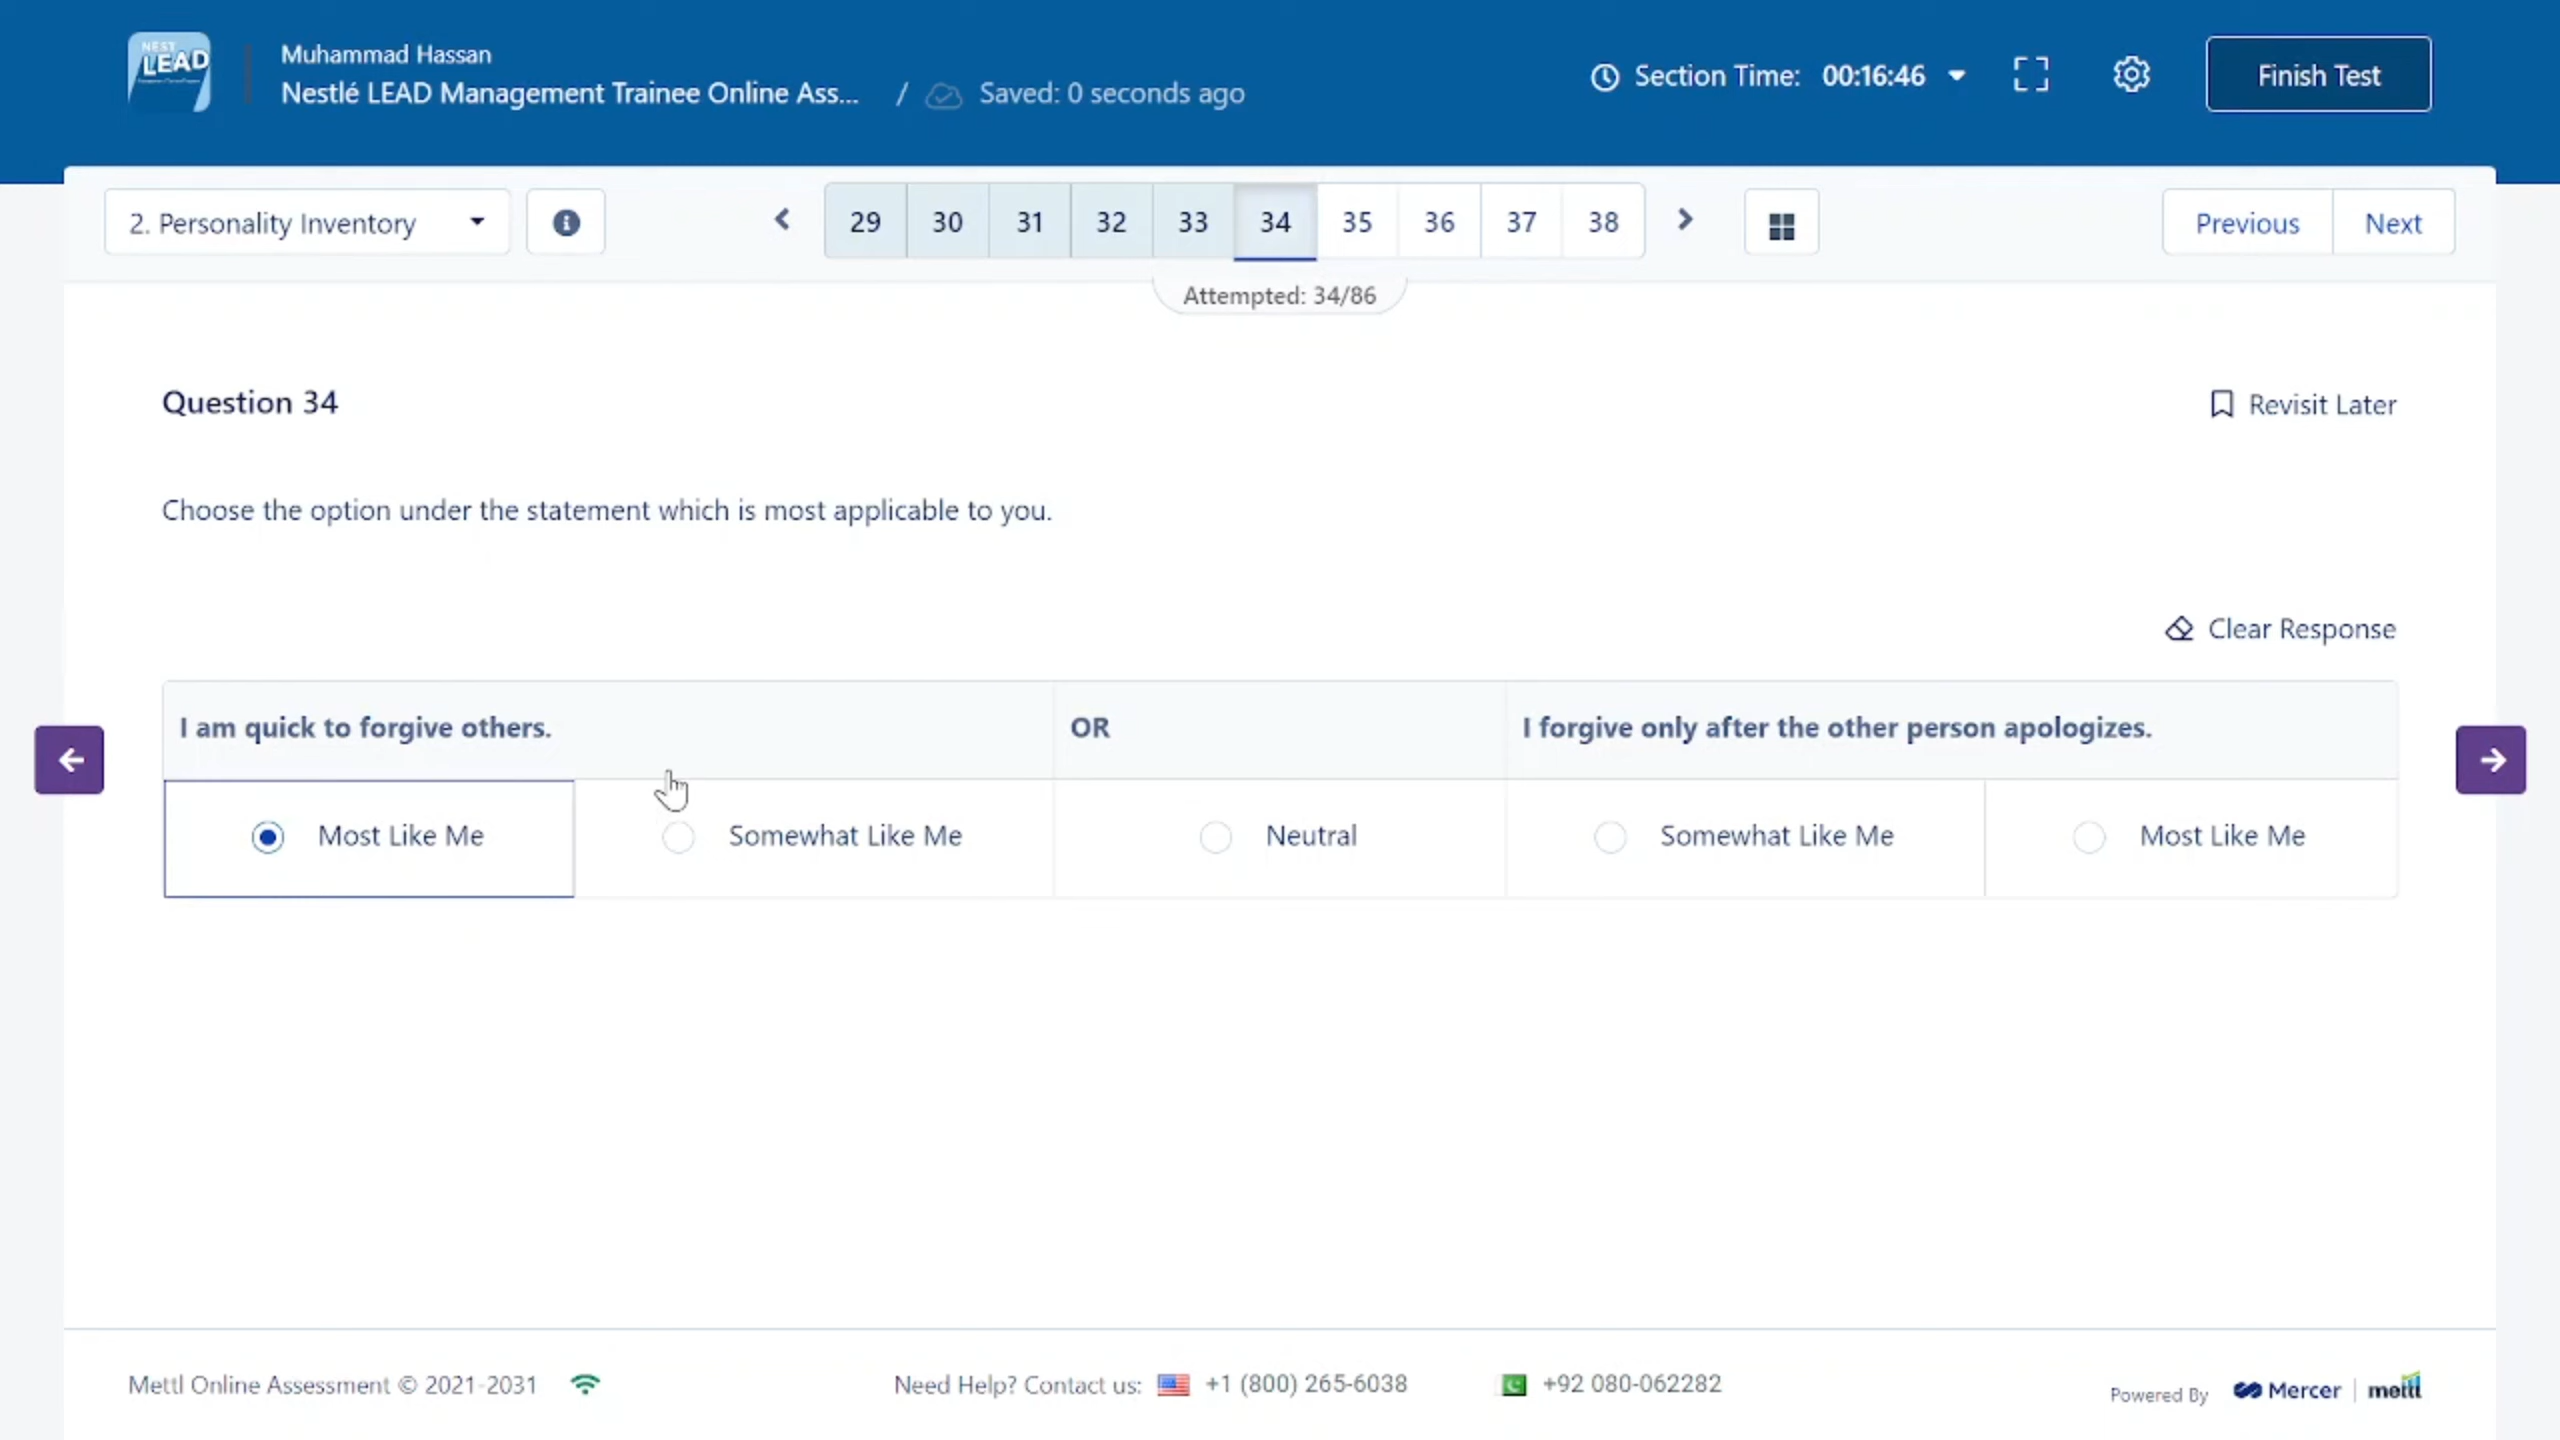 NEST
LEAD
Muhammad Hassan
Nestlé LEAD Management Trainee Online Ass...
/
Saved: 0 seconds ago
Section Time: 00:16:46
Finish Test
2. Personality Inventory
29 30 31 32 33 34 35 36 37 38
Previous
Next
Attempted: 34/86
Question 34
Revisit Later
Choose the option under the statement which is most applicable to you.
Clear Response
I am quick to forgive others.
OR
I forgive only after the other person apologizes.
Most Like Me
Somewhat Like Me
Neutral
Somewhat Like Me
Most Like Me
Mettl Online Assessment © 2021-2031
Need Help? Contact us: +1 (800) 265-6038 +92 080-062282
Powered By Mercer | mettl